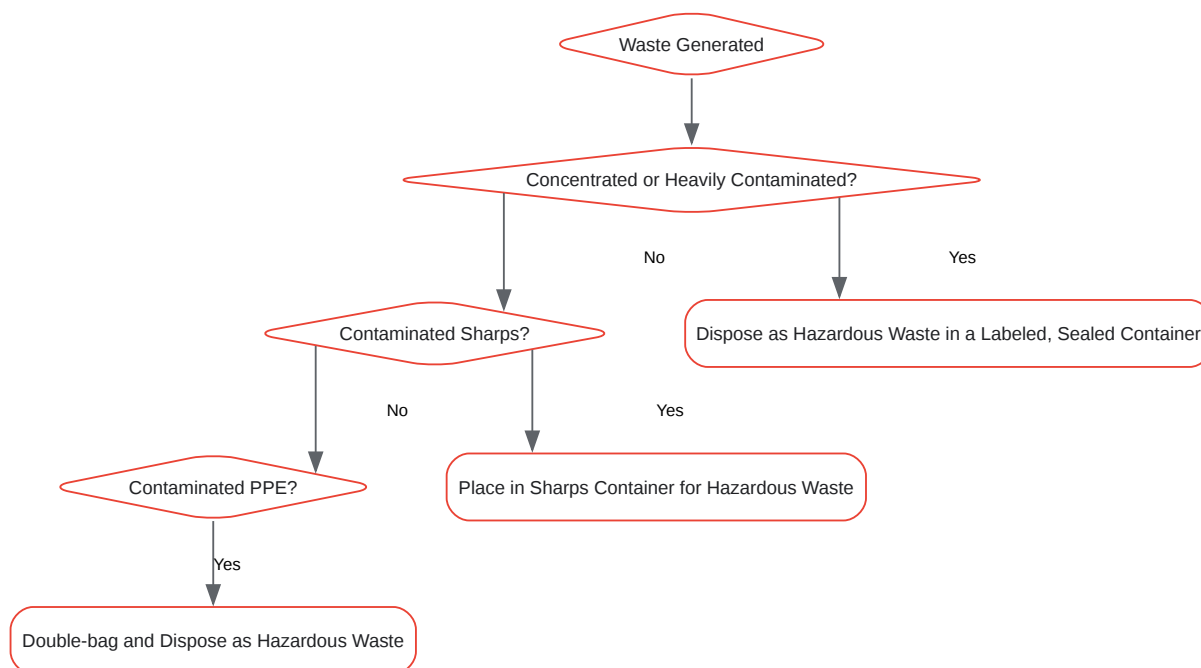 Waste Generated
Concentrated or Heavily Contaminated?
No
Yes
Contaminated Sharps?
Dispose as Hazardous Waste in a Labeled, Sealed Container
No
Yes
Contaminated PPE?
Place in Sharps Container for Hazardous Waste
Yes
Double-bag and Dispose as Hazardous Waste